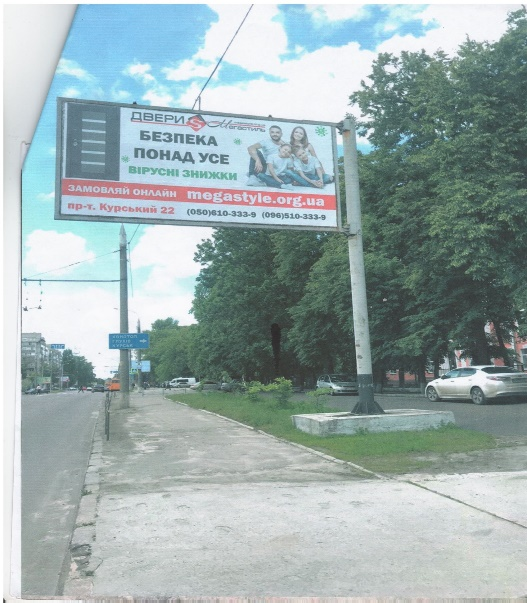 ДВЕРИ Мегастиль
БЕЗПЕКА
ПОНАД УСЕ
ВІРУСНІ ЗНИЖКИ
ЗАМОВЛЯЙ ОНЛАЙН megastyle.org.ua
пр-т. Курський 22 (050)610-333-9 (096)510-333-9